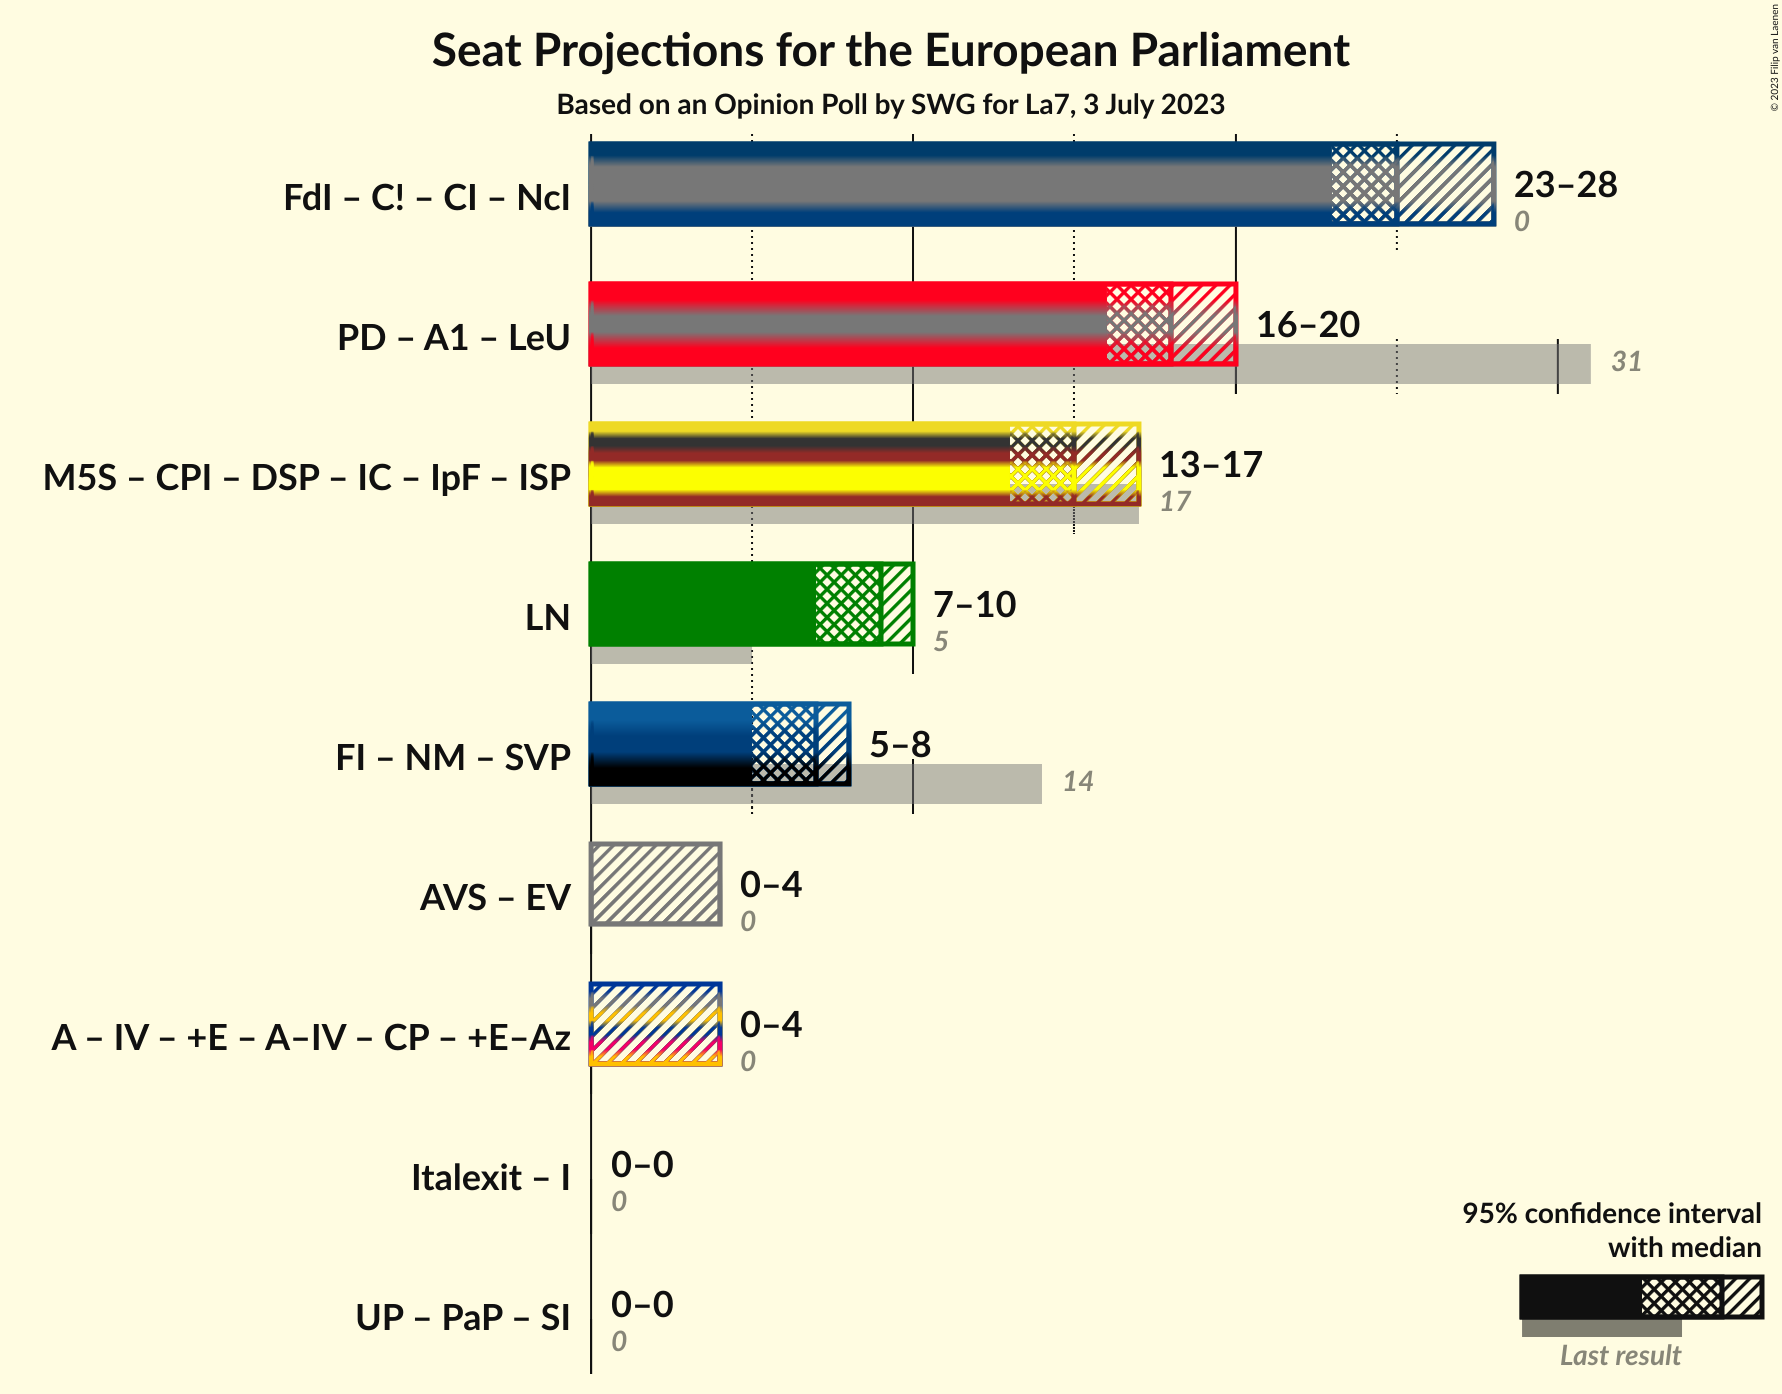 Seat Projections for the European Parliament
Based on an Opinion Poll by SWG for La7, 3 July 2023
© 2023 Filip van Laenen
FdI – C! – CI – NcI
23–28
0
PD – A1 – LeU
16–20
31
M5S – CPI – DSP – IC – IpF – ISP
13–17
17
LN
7–10
5
FI – NM – SVP
5–8
14
AVS – EV
0–4
0
A – IV – +E – A–IV – CP – +E–Az
0–4
0
Italexit – I
0–0
0
UP – PaP – SI
0–0
0
95% confidence interval
with median
Last result